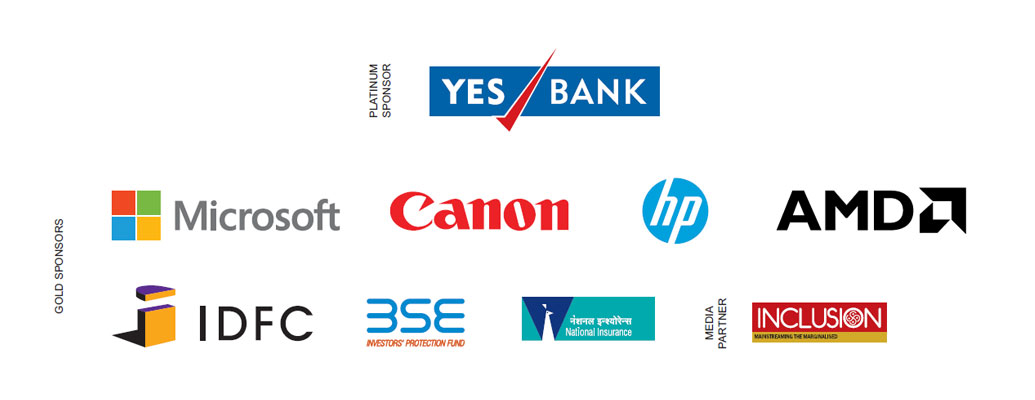 PLATINUM
SPONSOR
YES BANK
GOLD SPONSORS
Microsoft
Canon
hp
AMD
IDFC
BSE
INVESTORS' PROTECTION FUND
नेशनल इन्श्योरेन्स
National Insurance
MEDIA
PARTNER
INCLUSION
MAINSTREAMING THE MARGINALISED